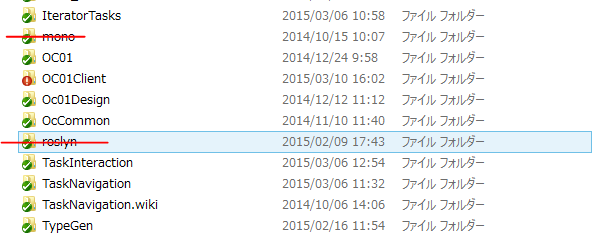 IteratorTasks 2015/03/06 10:58 ファイル フォルダー
mono 2014/10/15 10:07 ファイル フォルダー
OC01 2014/12/24 9:58 ファイル フォルダー
OC01Client 2015/03/10 16:02 ファイル フォルダー
Oc01Design 2014/12/12 11:12 ファイル フォルダー
OcCommon 2014/11/10 11:40 ファイル フォルダー
roslyn 2015/02/09 17:43 ファイル フォルダー
TaskInteraction 2015/03/06 12:54 ファイル フォルダー
TaskNavigation 2015/03/06 11:32 ファイル フォルダー
TaskNavigation.wiki 2014/10/06 14:06 ファイル フォルダー
TypeGen 2015/02/16 11:54 ファイル フォルダー